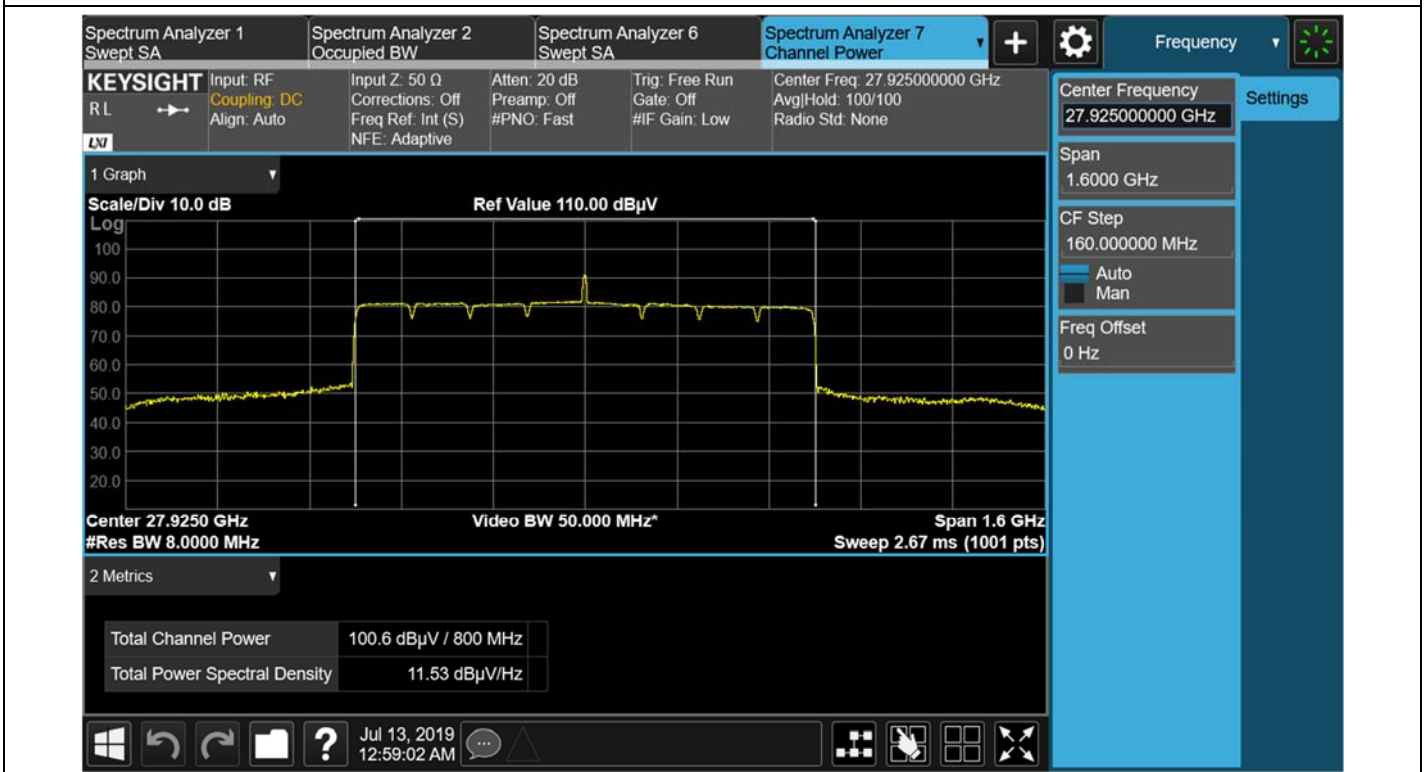 Spectrum Analyzer 1
Swept SA
Spectrum Analyzer 2
Occupied BW
Spectrum Analyzer 6
Swept SA
Spectrum Analyzer 7
Channel Power
Frequency
KEYSIGHT
RL
LXI
Input: RF
Coupling: DC
Align: Auto
Input Z: 50 Ω
Corrections: Off
Freq Ref: Int (S)
NFE: Adaptive
Atten: 20 dB
Preamp: Off
#PNO: Fast
Trig: Free Run
Gate: Off
#IF Gain: Low
Center Freq: 27.925000000 GHz
Avg|Hold: 100/100
Radio Std: None
Center Frequency
27.925000000 GHz
Settings
Span
1.6000 GHz
CF Step
160.000000 MHz
Auto
Man
Freq Offset
0 Hz
1 Graph
Scale/Div 10.0 dB
Ref Value 110.00 dBµV
Log
100
90.0
80.0
70.0
60.0
50.0
40.0
30.0
20.0
Center 27.9250 GHz
Video BW 50.000 MHz*
Span 1.6 GHz
#Res BW 8.0000 MHz
Sweep 2.67 ms (1001 pts)
2 Metrics
Total Channel Power 100.6 dBµV / 800 MHz
Total Power Spectral Density 11.53 dBµV/Hz
?
Jul 13, 2019
12:59:02 AM